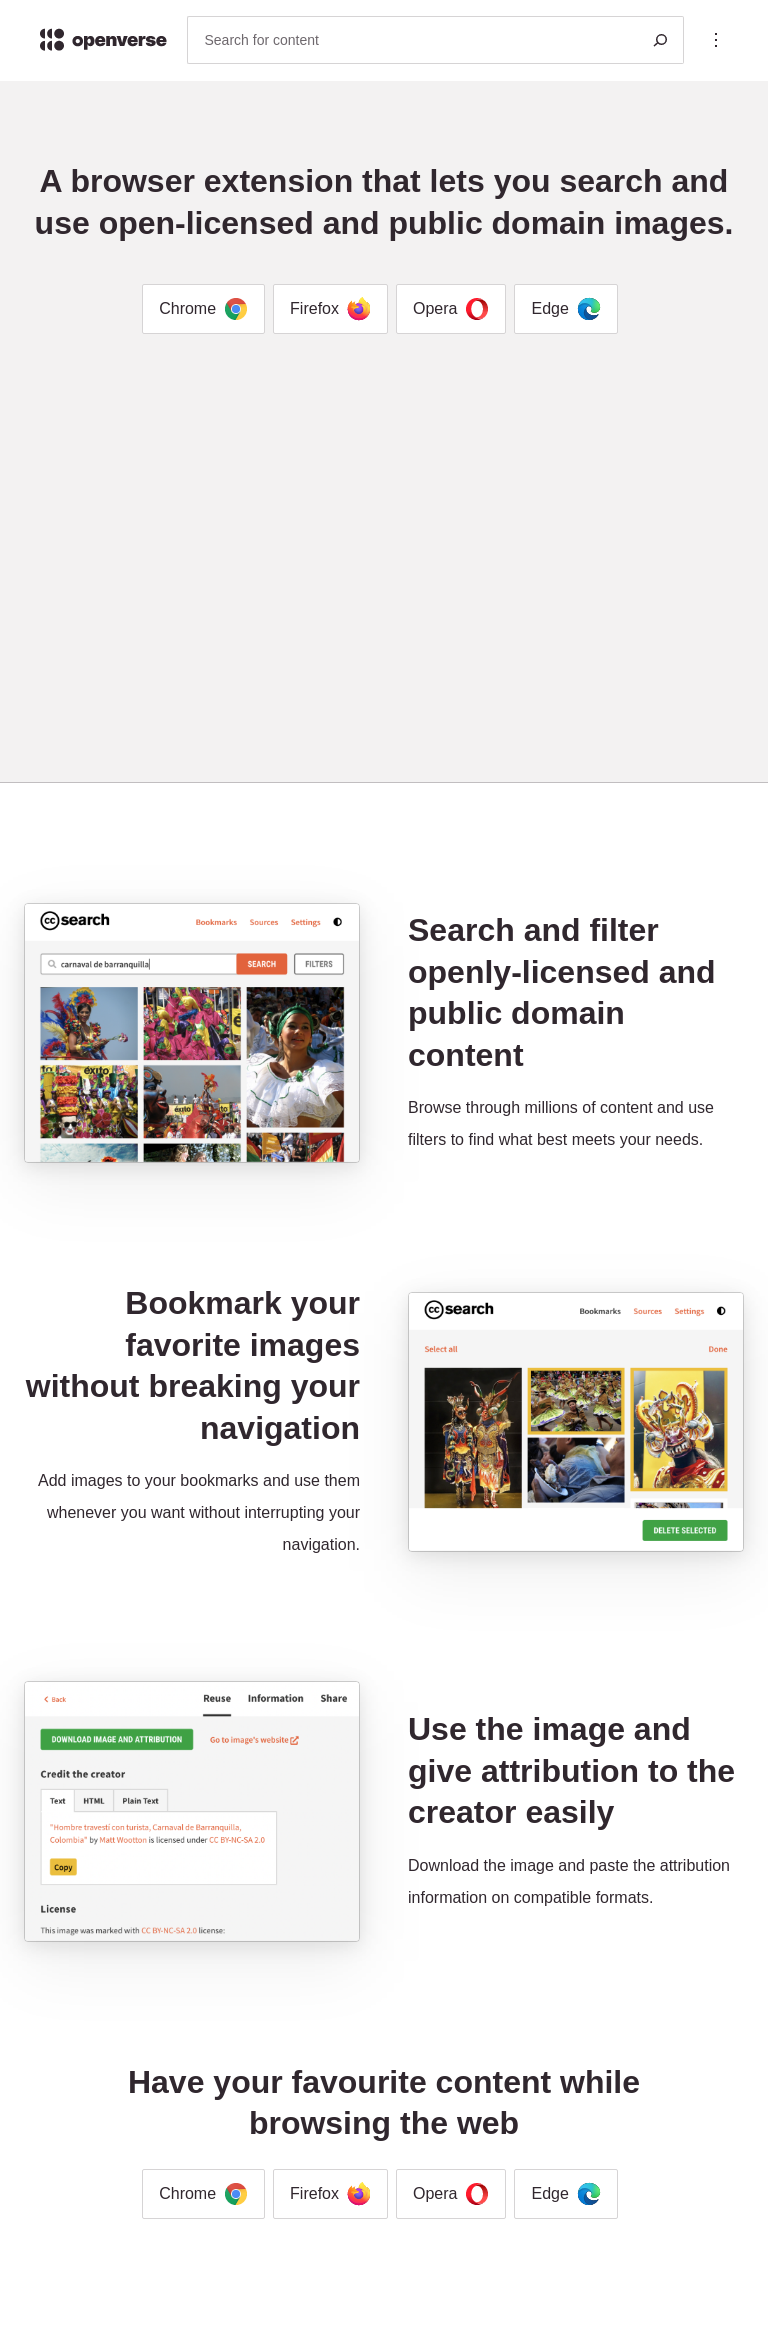 openverse
Search for content
A browser extension that lets you search and
use open-licensed and public domain images.
Chrome
Firefox
Opera
Edge
cc search
Bookmarks
Sources
Settings
carnaval de barranquilla
SEARCH
FILTERS
éxito
éxito
Search and filter
openly-licensed and
public domain
content
Browse through millions of content and use
filters to find what best meets your needs.
Bookmark your
favorite images
without breaking your
navigation
Add images to your bookmarks and use them
whenever you want without interrupting your
navigation.
cc search
Bookmarks
Sources
Settings
Select all
Done
DELETE SELECTED
Back
Reuse
Information
Share
DOWNLOAD IMAGE AND ATTRIBUTION
Go to image's website
Credit the creator
Text
HTML
Plain Text
"Hombre travesti con turista, Carnaval de Barranquilla,
Colombia" by Matt Wootton is licensed under CC BY-NC-SA 2.0
Copy
License
This image was marked with CC BY-NC-SA 2.0 license:
Use the image and
give attribution to the
creator easily
Download the image and paste the attribution
information on compatible formats.
Have your favourite content while
browsing the web
Chrome
Firefox
Opera
Edge